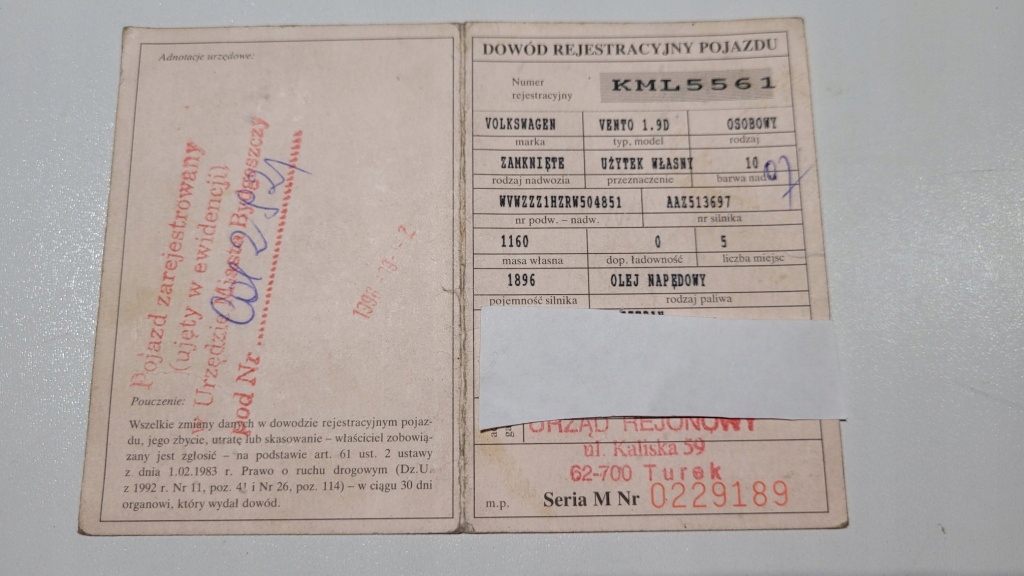 Adnotacje urzędowe:
Pojazd zarejestrowany
(ujęty w ewidencji)
w Urzędzie Miasta Bydgoszczy
pod Nr
Pouczenie:
Wszelkie zmiany danych w dowodzie rejestracyjnym pojaz-
du, jego zbycie, utratę lub skasowanie – właściciel zobowią-
zany jest zgłosić – na podstawie art. 61 ust. 2 ustawy
z dnia 1.02.1983 r. Prawo o ruchu drogowym (Dz.U.
z 1992 r. Nr 11, poz. 41 i Nr 26, poz. 114) – w ciągu 30 dni
organowi, który wydał dowód.
DOWÓD REJESTRACYJNY POJAZDU
Numer
rejestracyjny
KML5561
VOLKSWAGEN VENTO 1.9D OSOBOWY
marka typ, model rodzaj
ZAMKNIĘTE UŻYTEK WŁASNY 10
07
rodzaj nadwozia przeznaczenie barwa
WVWZZZ1HZRW504851 AAZ513697
nr podw. – nadw. nr silnika
1160 0 5
masa własna dop. ładowność liczba miejsc
1896 OLEJ NAPĘDOWY
pojemność silnika rodzaj paliwa
URZĄD REJONOWY
ul. Kaliska 59
62-700 Turek
m.p. Seria M Nr 0229189